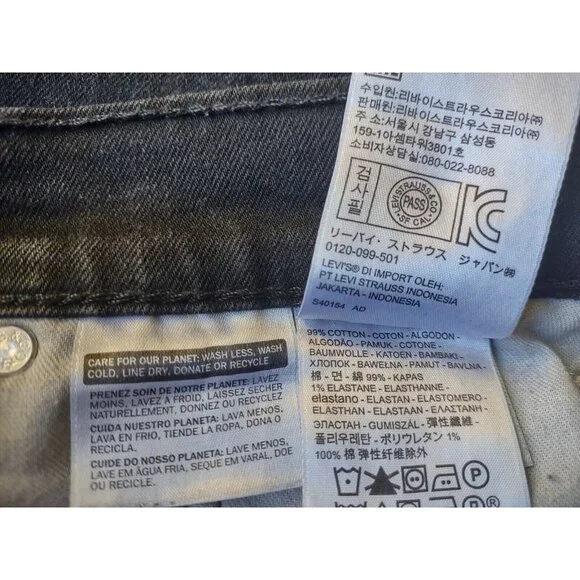 수입원:리바이스트라우스코리아㈜
판매원:리바이스트라우스코리아㈜
주소:서울시 강남구 삼성동
159-1아셈타워3801호
소비자상담실:080-022-8088
검사필
LEVI STRAUSS & CO.
PASS
SF CAL.
リーバイ・ストラウス ジャパン㈱
0120-099-501
LEVI'S® DI IMPORT OLEH:
PT LEVI STRAUSS INDONESIA
JAKARTA - INDONESIA
S40154 AD
CARE FOR OUR PLANET: WASH LESS, WASH
COLD, LINE DRY, DONATE OR RECYCLE
PRENEZ SOIN DE NOTRE PLANETE: LAVEZ
MOINS, LAVEZ À FROID, LAISSEZ SECHER
NATURELLEMENT, DONNEZ OU RECYCLEZ
CUIDA NUESTRO PLANETA: LAVA MENOS,
LAVA EN FRIO, TIENDE LA ROPA, DONA O
RECICLA.
CUIDE DO NOSSO PLANETA: LAVE MENOS,
LAVE EM ÁGUA FRIA, SEQUE EM VARAL, DOE
OU RECICLE.
99% COTTON - COTON - ALGODON -
ALGODÃO - PAMUK - COTONE -
BAUMWOLLE - KATOEN - BAMBAKI -
ХЛОПОК - BAWEŁNA - PAMUT - BAVLNA
棉 - 면 - 綿 99% - KAPAS
1% ELASTANE - ELASTHANNE -
elastano - ELASTAN - ELASTOMERO
ELASTHAN - ELASTAAN - ΕΛΑΣΤΑΝΗ -
ЭЛАСТАН - GUMISZÁL - 弹性纖維 -
폴리우레탄 - ポリウレタン 1%
100% 棉 弹性纤维除外